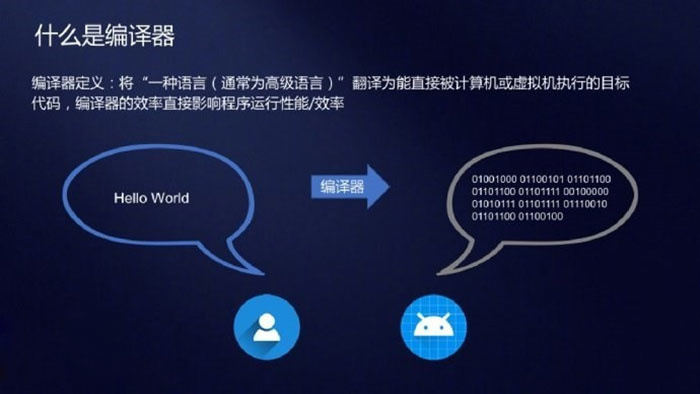 什么是编译器
编译器定义：将“一种语言（通常为高级语言）”翻译为能直接被计算机或虚拟机执行的目标
代码，编译器的效率直接影响程序运行性能/效率
Hello World
编译器
01001000 01100101 01101100
01101100 01101111 00100000
01010111 01101111 01110010
01101100 01100100